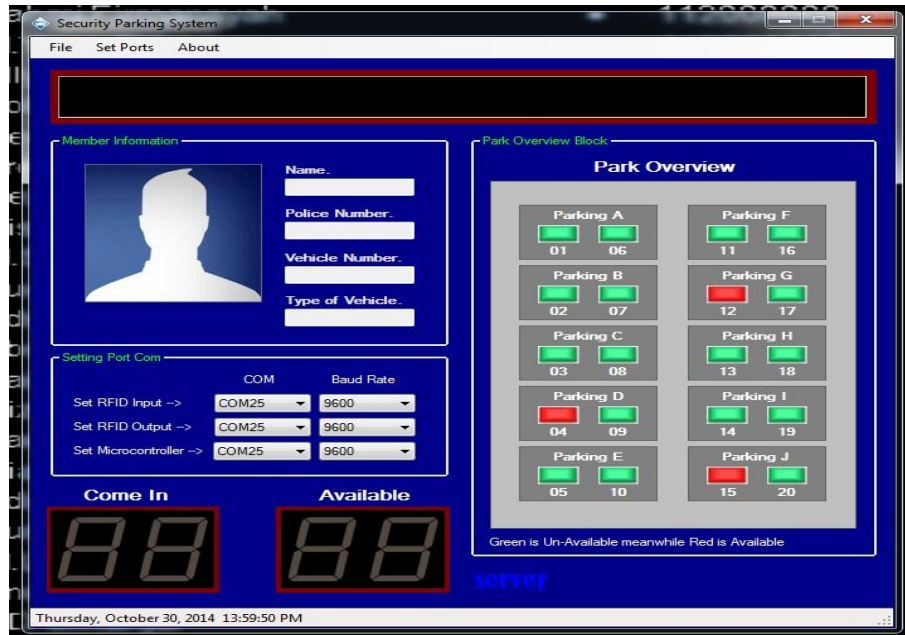 Security Parking System
File Set Ports About
Member Information
Name.
Police Number.
Vehicle Number.
Type of Vehicle.
Setting Port Com
COM Baud Rate
Set RFID Input --> COM25 9600
Set RFID Output --> COM25 9600
Set Microcontroller --> COM25 9600
Come In Available
Park Overview Block
Park Overview
Parking A Parking F
01 06 11 16
Parking B Parking G
02 07 12 17
Parking C Parking H
03 08 13 18
Parking D Parking I
04 09 14 19
Parking E Parking J
05 10 15 20
Green is Un-Available meanwhile Red is Available
server
Thursday, October 30, 2014 13:59:50 PM